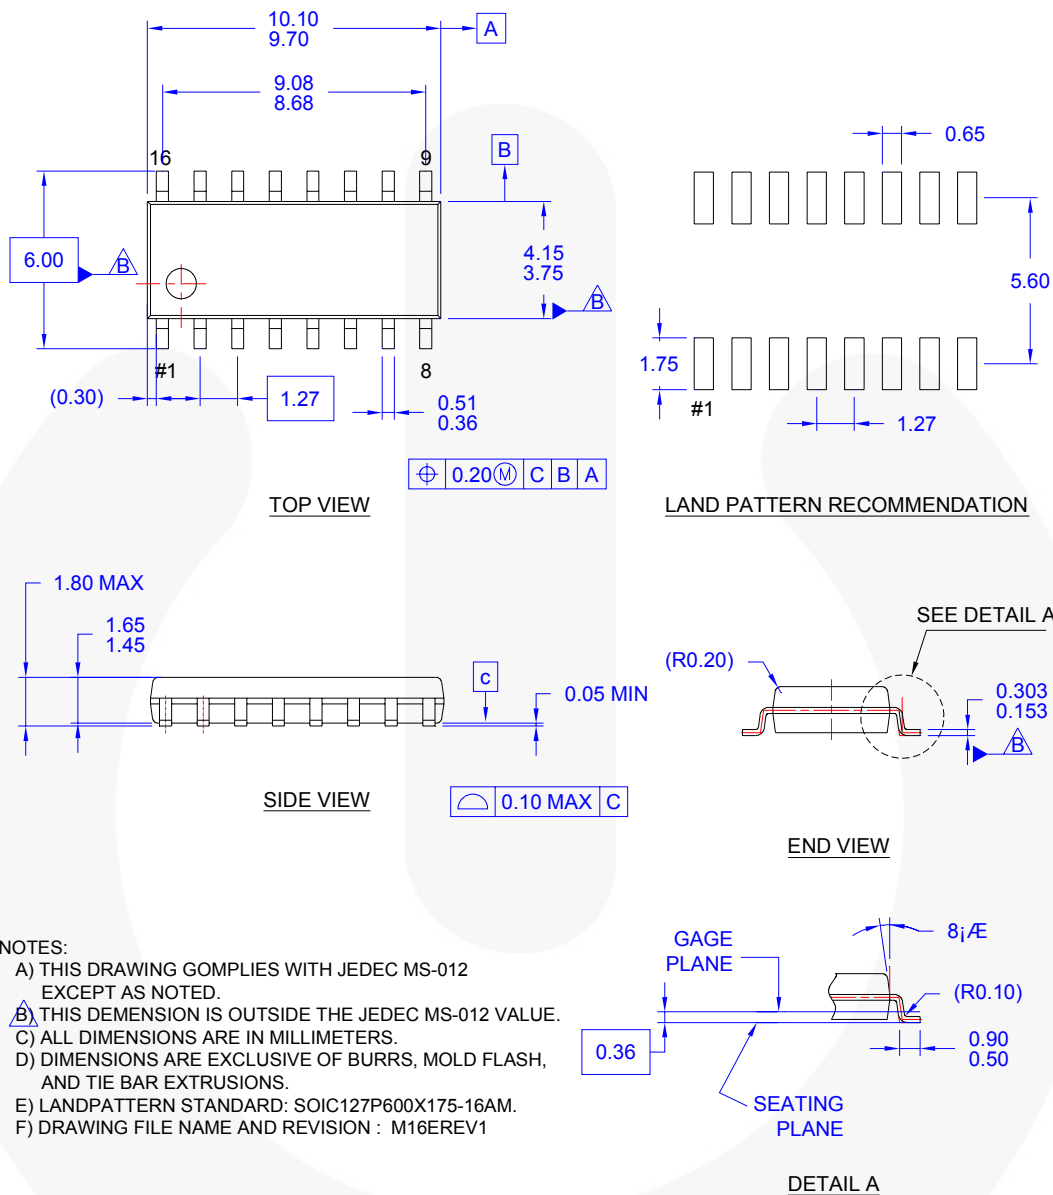 10.10
9.70
A
9.08
8.68
16
9
B
6.00
B
4.15
3.75
B
#1
8
(0.30)
1.27
0.51
0.36
0.20 Ⓜ C B A
TOP VIEW
0.65
5.60
1.75
#1
1.27
LAND PATTERN RECOMMENDATION
1.80 MAX
1.65
1.45
c
0.05 MIN
SIDE VIEW
0.10 MAX C
SEE DETAIL A
(R0.20)
0.303
0.153
B
END VIEW
NOTES:
A) THIS DRAWING GOMPLIES WITH JEDEC MS-012
EXCEPT AS NOTED.
B) THIS DEMENSION IS OUTSIDE THE JEDEC MS-012 VALUE.
C) ALL DIMENSIONS ARE IN MILLIMETERS.
D) DIMENSIONS ARE EXCLUSIVE OF BURRS, MOLD FLASH,
AND TIE BAR EXTRUSIONS.
E) LANDPATTERN STANDARD: SOIC127P600X175-16AM.
F) DRAWING FILE NAME AND REVISION : M16EREV1
8¡Æ
GAGE
PLANE
(R0.10)
0.36
0.90
0.50
SEATING
PLANE
DETAIL A